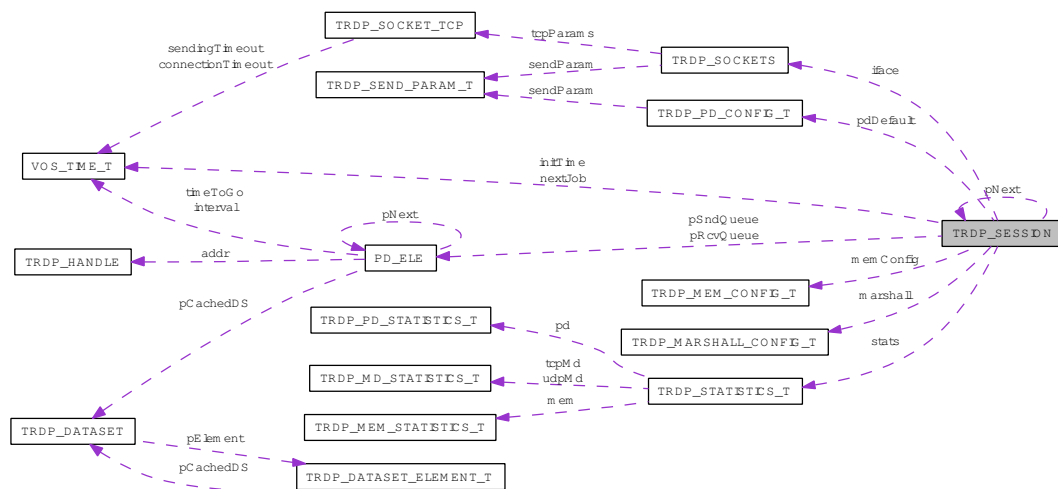 TRDP_SOCKET_TCP
sendingTimeout
connectionTimeout
tcpParams
TRDP_SOCKETS
iface
sendParam
TRDP_SEND_PARAM_T
sendParam
TRDP_PD_CONFIG_T
pdDefault
VOS_TIME_T
initTime
nextJob
pNext
timeToGo
interval
pNext
pSndQueue
pRcvQueue
TRDP_SESSION
TRDP_HANDLE
addr
PD_ELE
memConfig
TRDP_MEM_CONFIG_T
pCachedDS
marshall
TRDP_PD_STATISTICS_T
pd
TRDP_MARSHALL_CONFIG_T
stats
tcpMd
udpMd
TRDP_MD_STATISTICS_T
TRDP_STATISTICS_T
mem
TRDP_DATASET
TRDP_MEM_STATISTICS_T
pElement
pCachedDS
TRDP_DATASET_ELEMENT_T